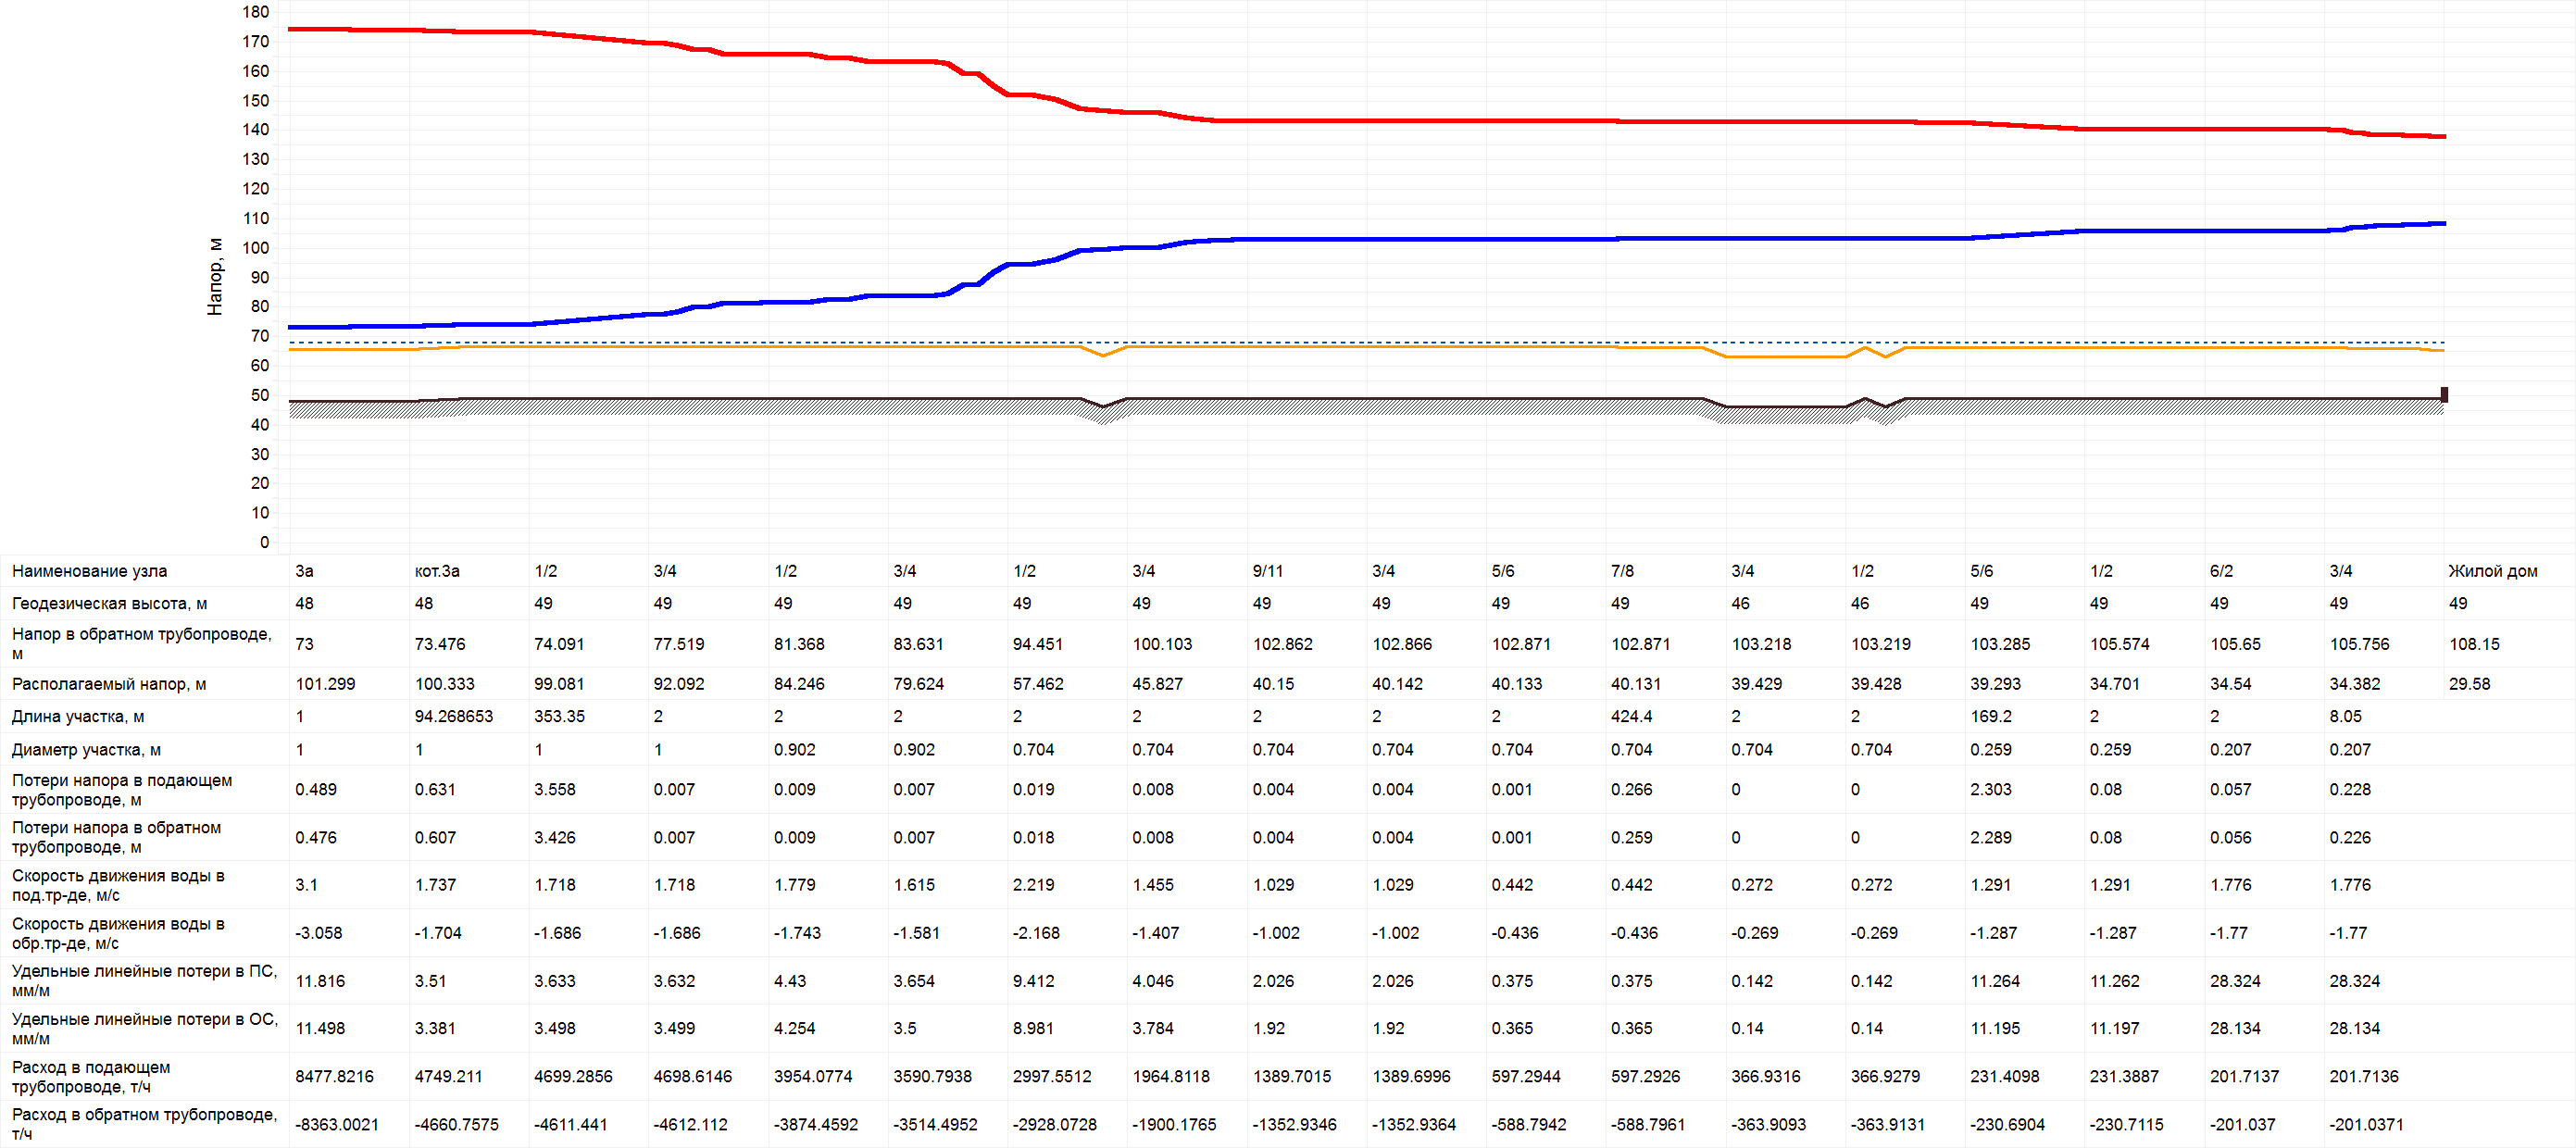 180
170
160
150
140
130
120
110
100
90
80
70
60
50
40
30
20
10
0
Напор, м
Наименование узла 3а кот.3а 1/2 3/4 1/2 3/4 1/2 3/4 9/11 3/4 5/6 7/8 3/4 1/2 5/6 1/2 6/2 3/4 Жилой дом
Геодезическая высота, м 48 48 49 49 49 49 49 49 49 49 49 49 46 46 49 49 49 49 49
Напор в обратном трубопроводе,
м 73 73.476 74.091 77.519 81.368 83.631 94.451 100.103 102.862 102.866 102.871 102.871 103.218 103.219 103.285 105.574 105.65 105.756 108.15
Располагаемый напор, м 101.299 100.333 99.081 92.092 84.246 79.624 57.462 45.827 40.15 40.142 40.133 40.131 39.429 39.428 39.293 34.701 34.54 34.382 29.58
Длина участка, м 1 94.268653 353.35 2 2 2 2 2 2 2 2 424.4 2 2 169.2 2 2 8.05
Диаметр участка, м 1 1 1 1 0.902 0.902 0.704 0.704 0.704 0.704 0.704 0.704 0.704 0.704 0.259 0.259 0.207 0.207
Потери напора в подающем
трубопроводе, м 0.489 0.631 3.558 0.007 0.009 0.007 0.019 0.008 0.004 0.004 0.001 0.266 0 0 2.303 0.08 0.057 0.228
Потери напора в обратном
трубопроводе, м 0.476 0.607 3.426 0.007 0.009 0.007 0.018 0.008 0.004 0.004 0.001 0.259 0 0 2.289 0.08 0.056 0.226
Скорость движения воды в
под.тр-де, м/с 3.1 1.737 1.718 1.718 1.779 1.615 2.219 1.455 1.029 1.029 0.442 0.442 0.272 0.272 1.291 1.291 1.776 1.776
Скорость движения воды в
обр.тр-де, м/с -3.058 -1.704 -1.686 -1.686 -1.743 -1.581 -2.168 -1.407 -1.002 -1.002 -0.436 -0.436 -0.269 -0.269 -1.287 -1.287 -1.77 -1.77
Удельные линейные потери в ПС,
мм/м 11.816 3.51 3.633 3.632 4.43 3.654 9.412 4.046 2.026 2.026 0.375 0.375 0.142 0.142 11.264 11.262 28.324 28.324
Удельные линейные потери в ОС,
мм/м 11.498 3.381 3.498 3.499 4.254 3.5 8.981 3.784 1.92 1.92 0.365 0.365 0.14 0.14 11.195 11.197 28.134 28.134
Расход в подающем
трубопроводе, т/ч 8477.8216 4749.211 4699.2856 4698.6146 3954.0774 3590.7938 2997.5512 1964.8118 1389.7015 1389.6996 597.2944 597.2926 366.9316 366.9279 231.4098 231.3887 201.7137 201.7136
Расход в обратном трубопроводе,
т/ч -8363.0021 -4660.7575 -4611.441 -4612.112 -3874.4592 -3514.4952 -2928.0728 -1900.1765 -1352.9346 -1352.9364 -588.7942 -588.7961 -363.9093 -363.9131 -230.6904 -230.7115 -201.037 -201.0371